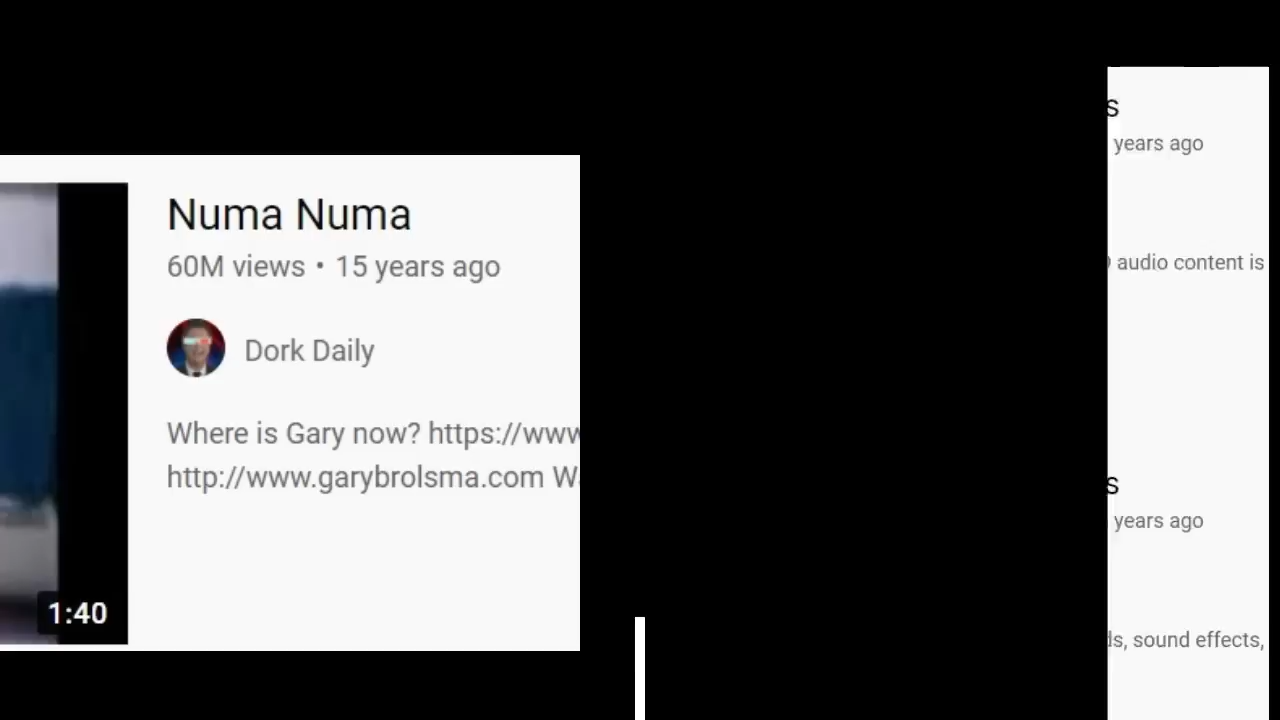 Numa Numa
60M views • 15 years ago
Dork Daily
Where is Gary now? https://www
http://www.garybrolsma.com W
1:40
s
years ago
audio content is
s
years ago
ds, sound effects,